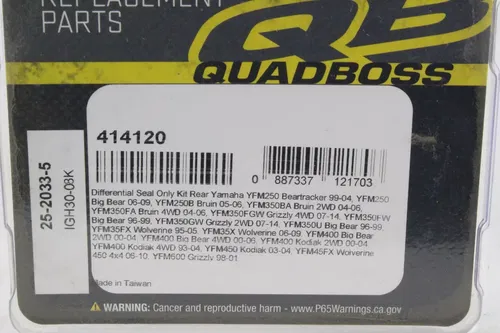 REPLACEMENT
PARTS
QB
QUADBOSS
414120
0 887337 121703
Differential Seal Only Kit Rear Yamaha YFM250 Beartracker 99-04, YFM250
Big Bear 06-09, YFM250B Bruin 05-06, YFM350BA Bruin 2WD 04-06,
YFM350FA Bruin 4WD 04-06, YFM350FGW Grizzly 4WD 07-14, YFM350FW
Big Bear 96-99, YFM350GW Grizzly 2WD 07-14, YFM350U Big Bear 96-99,
YFM35FX Wolverine 95-05, YFM35X Wolverine 06-09, YFM400 Big Bear
2WD 00-04, YFM400 Big Bear 4WD 00-06, YFM400 Kodiak 2WD 00-04
YFM400 Kodiak 4WD 93-04, YFM450 Kodiak 03-04, YFM45FX Wolverine
450 4x4 06-10, YFM600 Grizzly 98-01
Made in Taiwan
25-2033-5
IGH30-08K
WARNING: Cancer and reproductive harm - www.P65Warnings.ca.gov